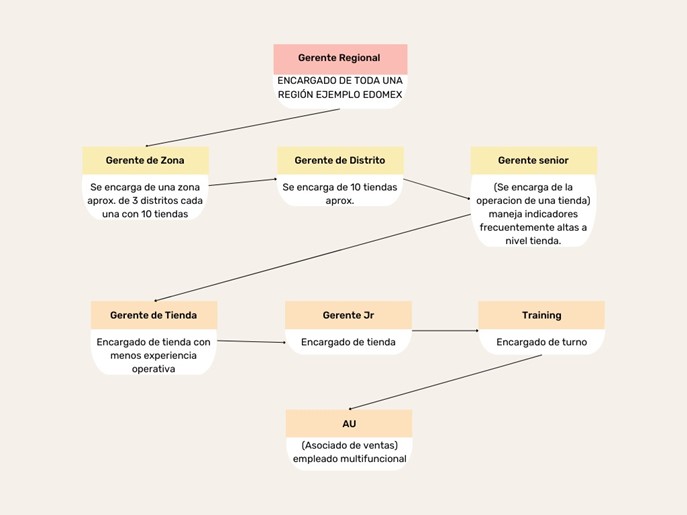 Gerente Regional
ENCARGADO DE TODA UNA
REGIÓN EJEMPLO EDOMEX
Gerente de Zona
Se encarga de una zona
aprox. de 3 distritos cada
una con 10 tiendas
Gerente de Distrito
Se encarga de 10 tiendas
aprox.
Gerente senior
(Se encarga de la
operacion de una tienda)
maneja indicadores
frecuentemente altas a
nivel tienda.
Gerente de Tienda
Encargado de tienda con
menos experiencia
operativa
Gerente Jr
Encargado de tienda
Training
Encargado de turno
AU
(Asociado de ventas)
empleado multifuncional